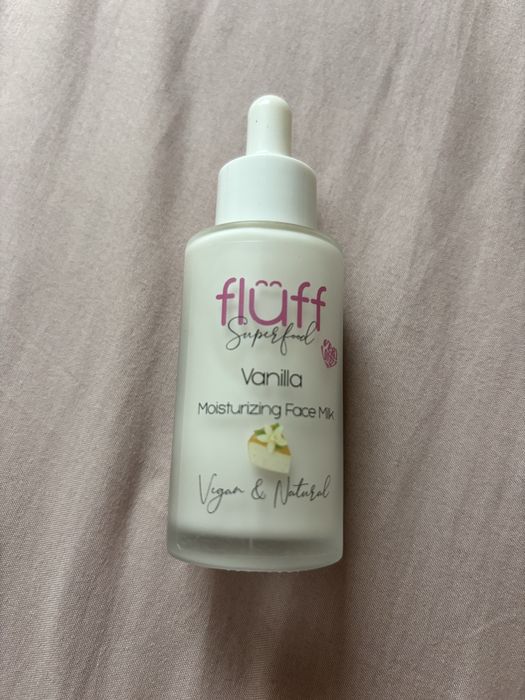 flüff
Superfood
Vanilla
Moisturizing Face Milk
Vegan & Natural